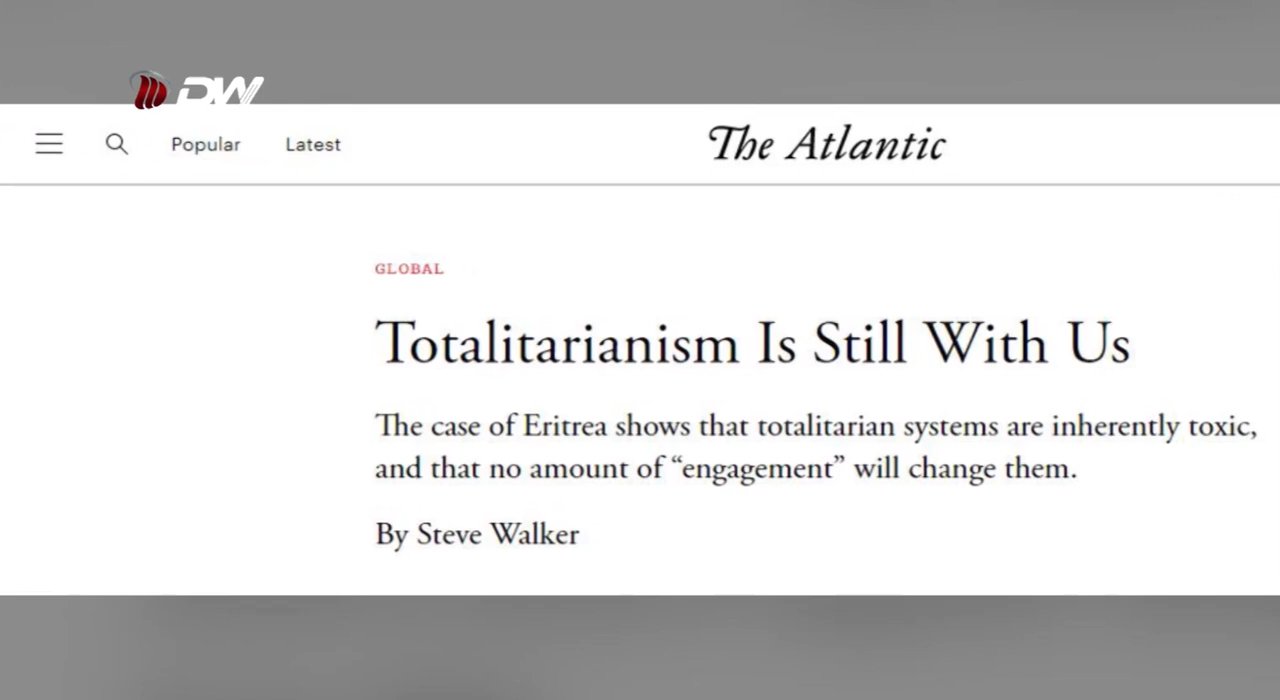 DW
Popular Latest The Atlantic
GLOBAL
Totalitarianism Is Still With Us
The case of Eritrea shows that totalitarian systems are inherently toxic,
and that no amount of “engagement” will change them.
By Steve Walker